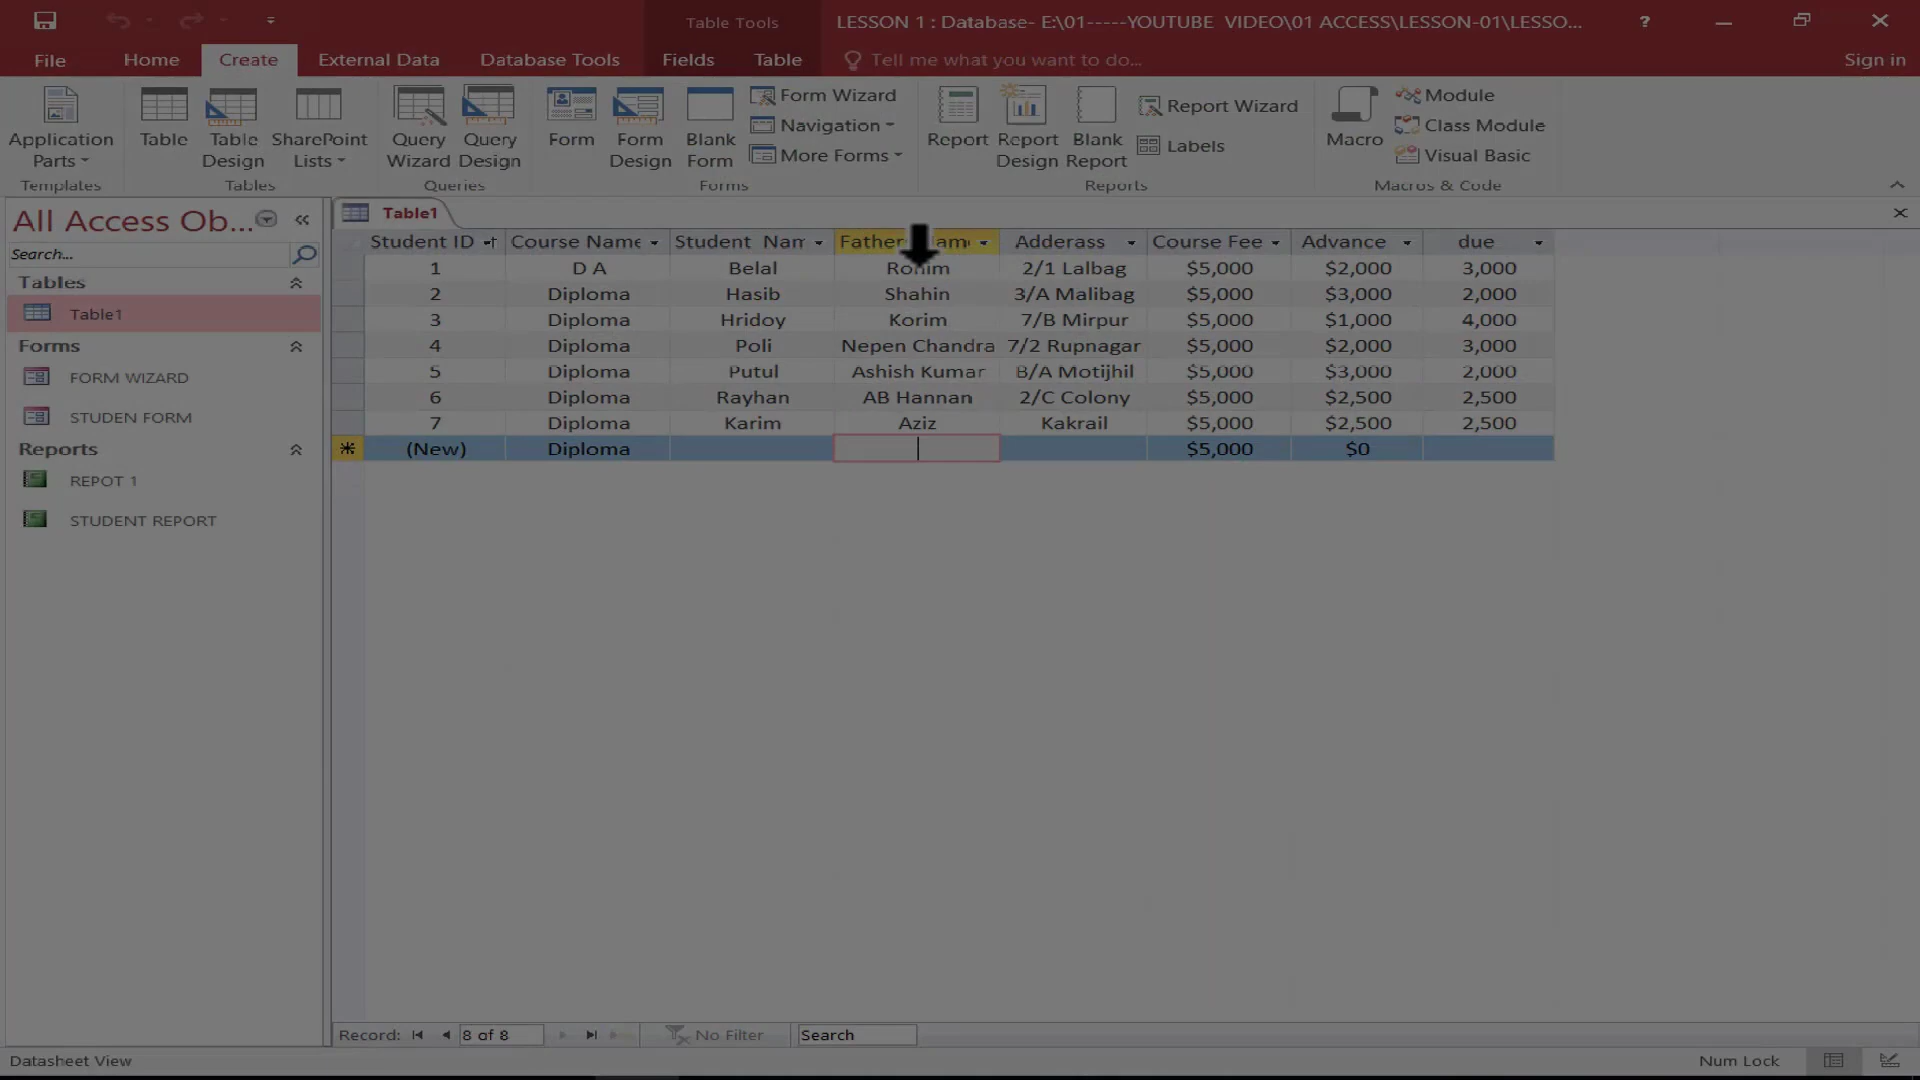 Table Tools
LESSON 1 : Database- E:\01-----YOUTUBE VIDEO\01 ACCESS\LESSON-01\LESSO...
?
File Home Create External Data Database Tools Fields Table Tell me what you want to do... Sign in
Application Parts
Table
Table Design
SharePoint Lists
Query Wizard
Query Design
Form
Form Design
Blank Form
Form Wizard
Navigation
More Forms
Report
Report Design
Blank Report
Report Wizard
Labels
Macro
Module
Class Module
Visual Basic
Templates Tables Queries Forms Reports Macros & Code
All Access Ob...
Search...
Tables
Table1
Forms
FORM WIZARD
STUDEN FORM
Reports
REPOT 1
STUDENT REPORT
Table1
Student ID Course Name Student Nam Father Adderass Course Fee Advance due
1 D A Belal Rohim 2/1 Lalbag $5,000 $2,000 3,000
2 Diploma Hasib Shahin 3/A Malibag $5,000 $3,000 2,000
3 Diploma Hridoy Korim 7/B Mirpur $5,000 $1,000 4,000
4 Diploma Poli Nepen Chandra 7/2 Rupnagar $5,000 $2,000 3,000
5 Diploma Putul Ashish Kumar B/A Motijhil $5,000 $3,000 2,000
6 Diploma Rayhan AB Hannan 2/C Colony $5,000 $2,500 2,500
7 Diploma Karim Aziz Kakrail $5,000 $2,500 2,500
(New) Diploma $5,000 $0
Record: 8 of 8 No Filter Search
Datasheet View Num Lock